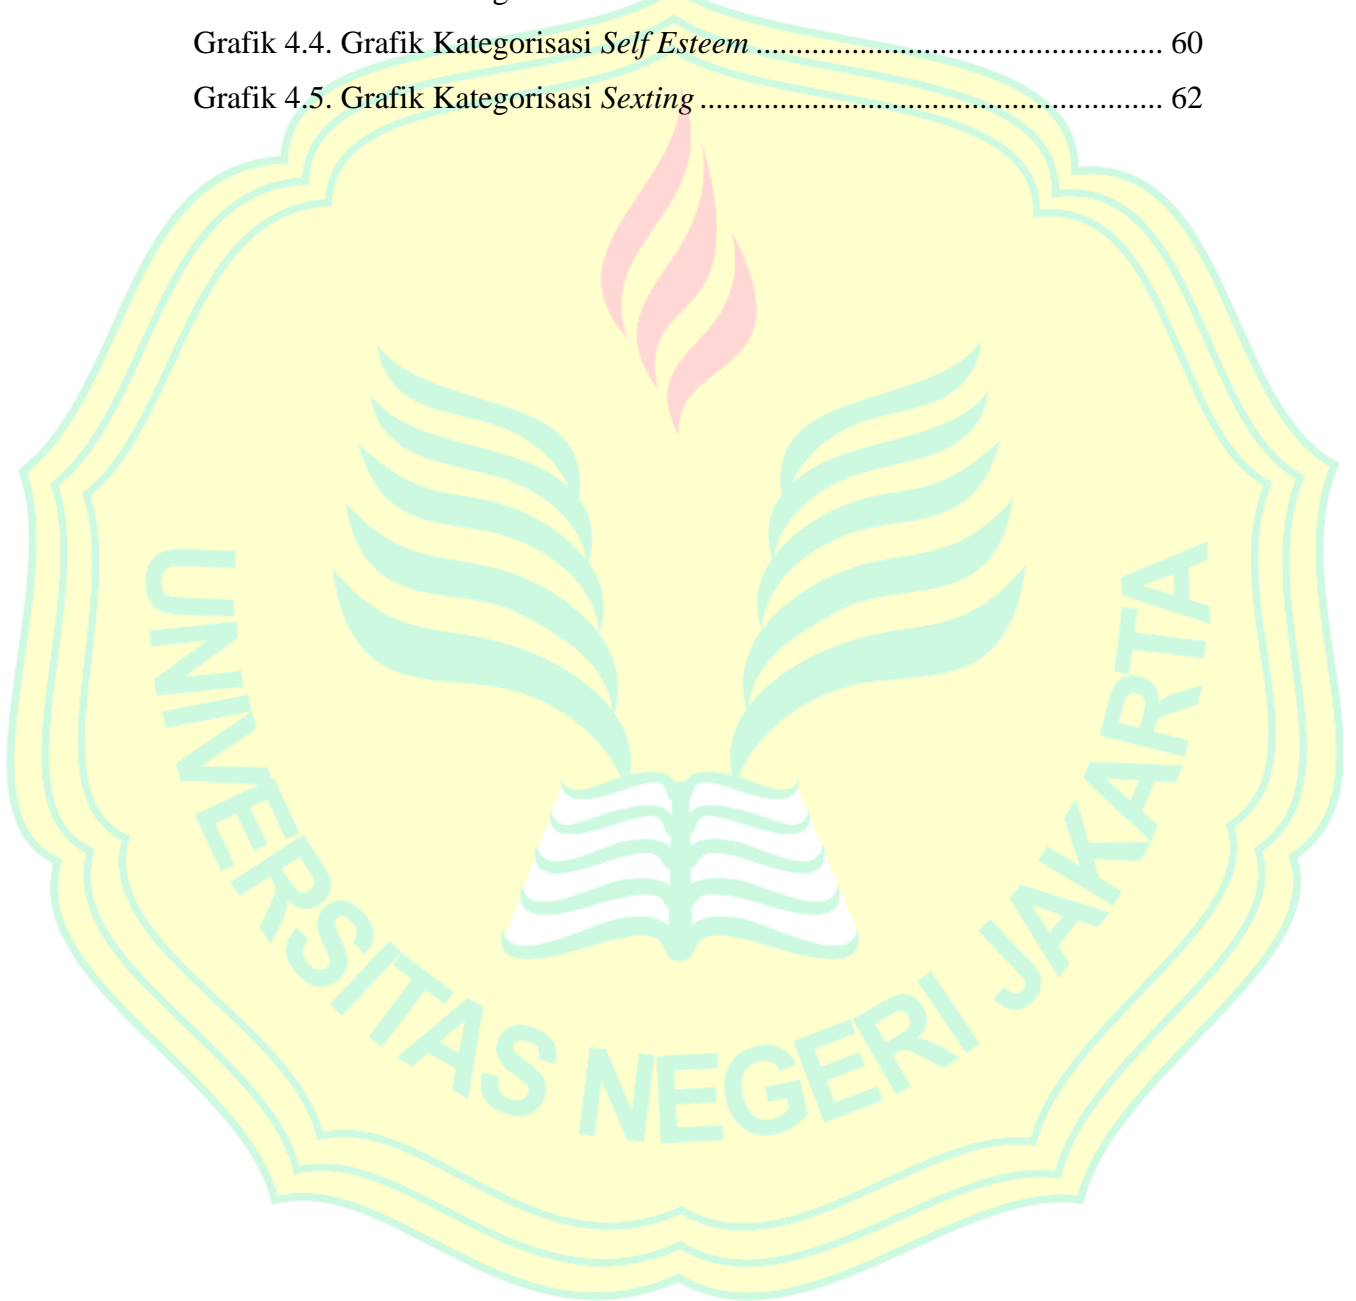 Grafik 4.4. Grafik Kategorisasi Self Esteem .................................................. 60
Grafik 4.5. Grafik Kategorisasi Sexting ......................................................... 62
UNIVERSITAS NEGERI JAKARTA